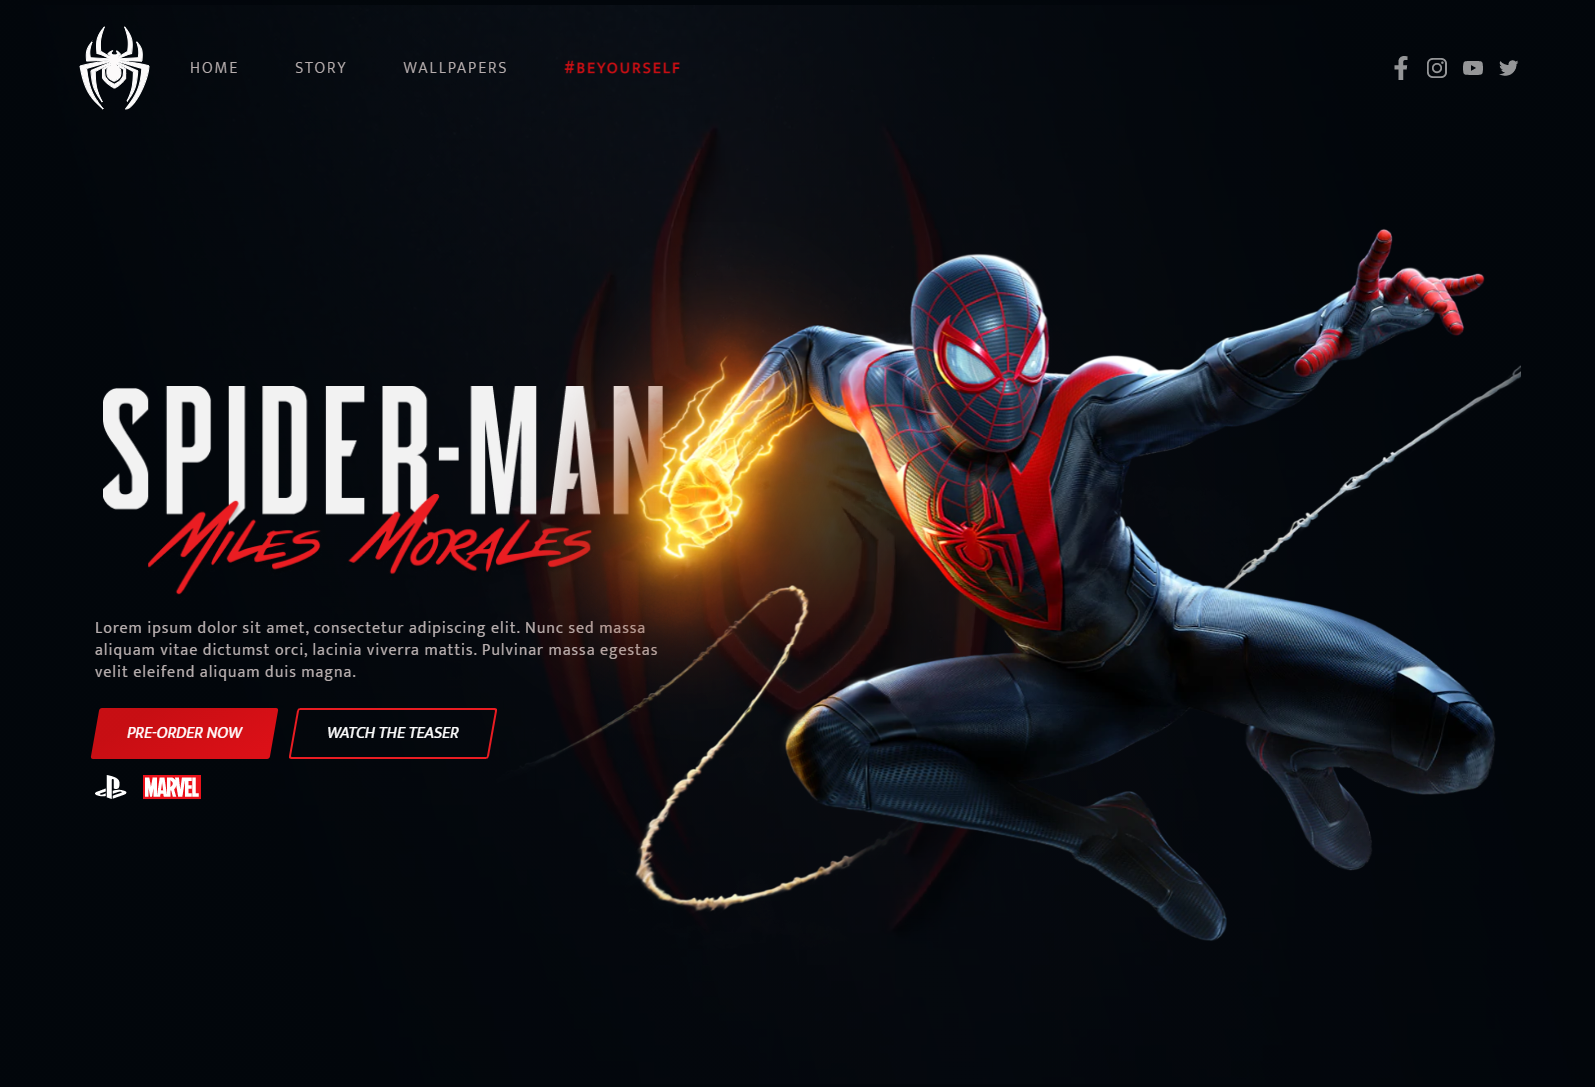 HOME STORY WALLPAPERS #BEYOURSELF
SPIDER-MAN
MILES MORALES
Lorem ipsum dolor sit amet, consectetur adipiscing elit. Nunc sed massa
aliquam vitae dictumst orci, lacinia viverra mattis. Pulvinar massa egestas
velit eleifend aliquam duis magna.
PRE-ORDER NOW WATCH THE TEASER
MARVEL